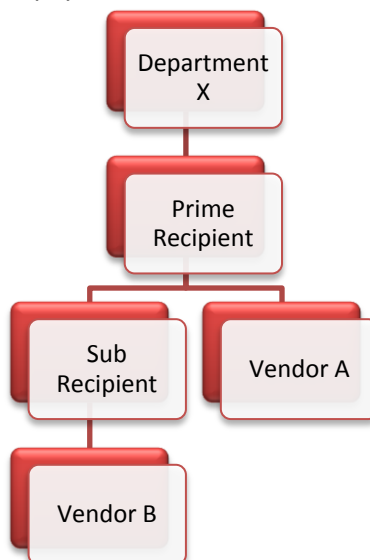 Department
X
Prime
Recipient
Sub
Recipient
Vendor A
Vendor B